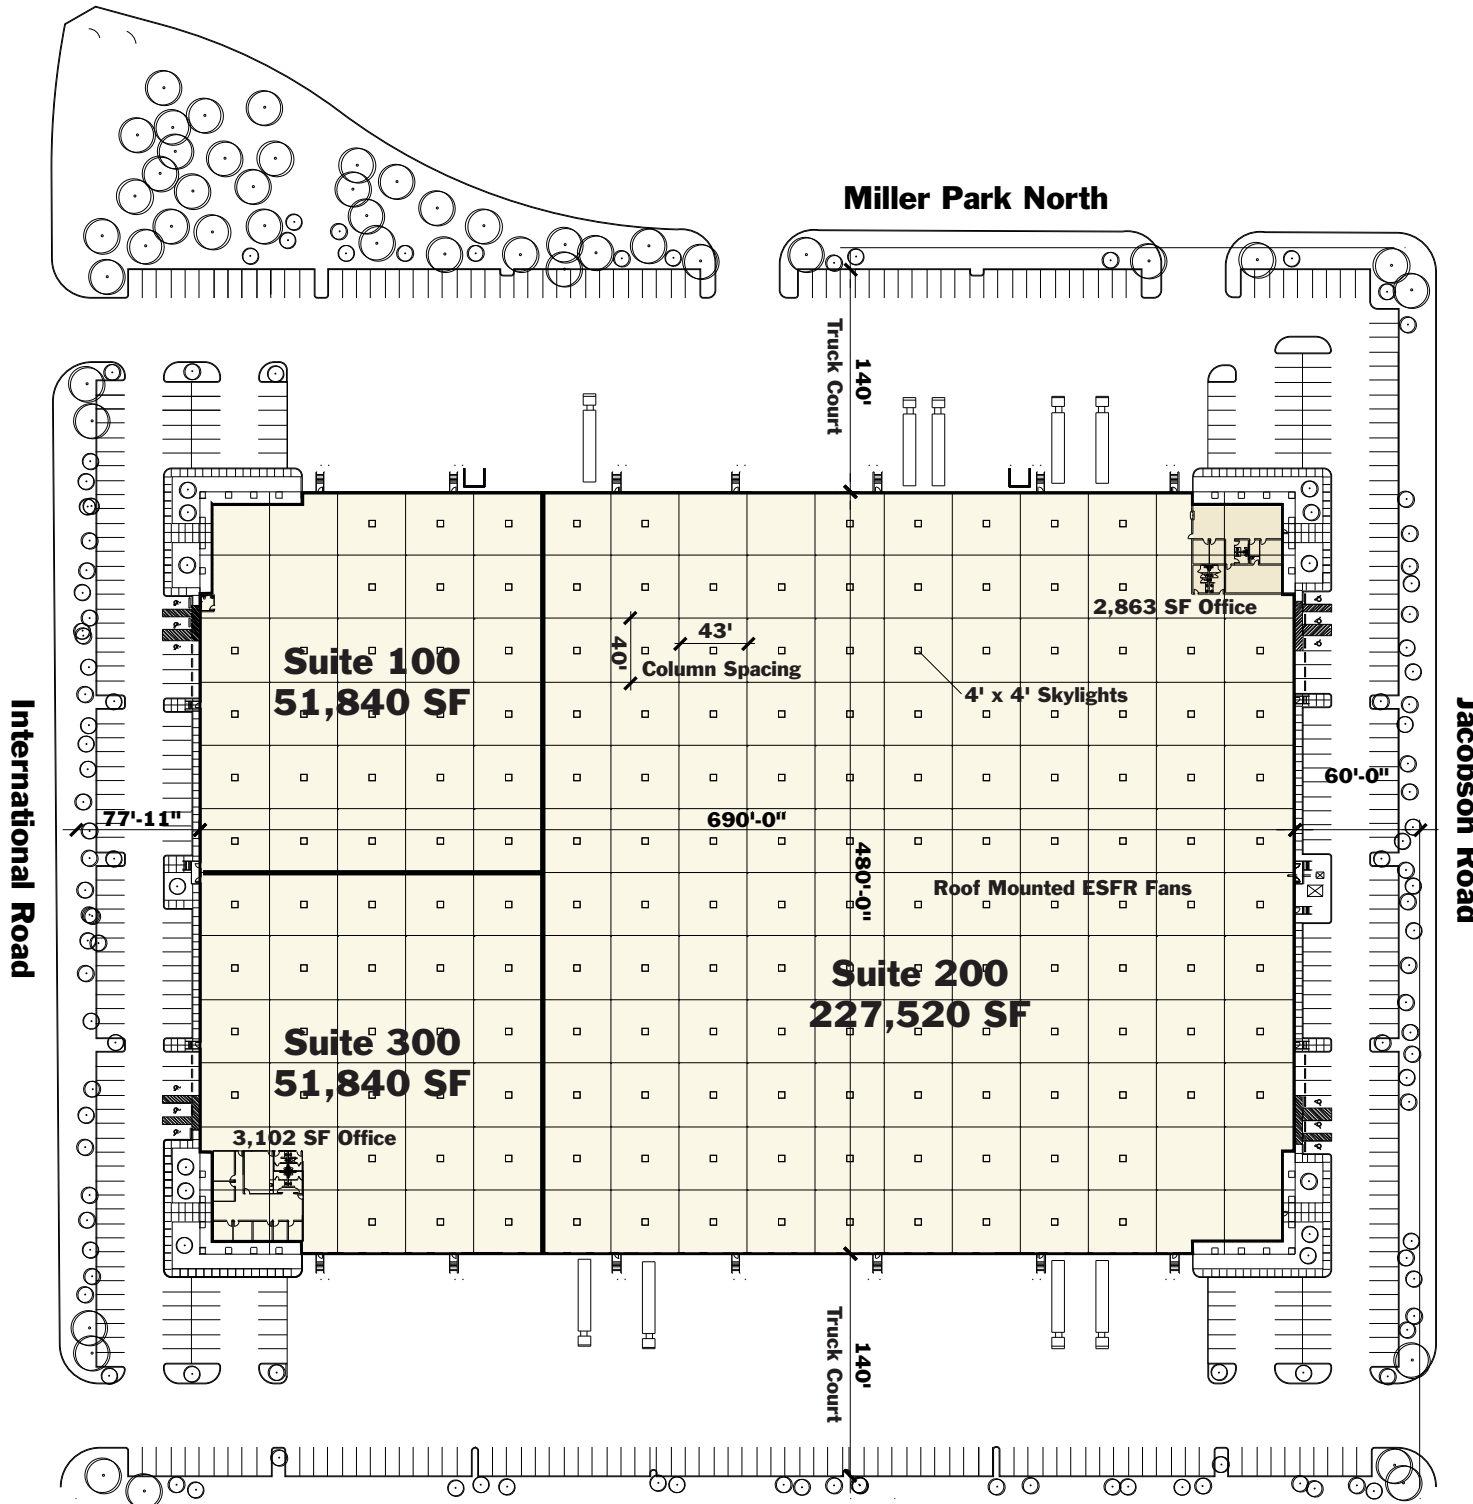 Miller Park North
Truck Court
140'
2,863 SF Office
43'
40'
Column Spacing
Suite 100
51,840 SF
4' x 4' Skylights
International Road
Jacobson Road
60'-0"
77'-11"
690'-0"
480'-0"
Roof Mounted ESFR Fans
Suite 200
227,520 SF
Suite 300
51,840 SF
3,102 SF Office
Truck Court
140'